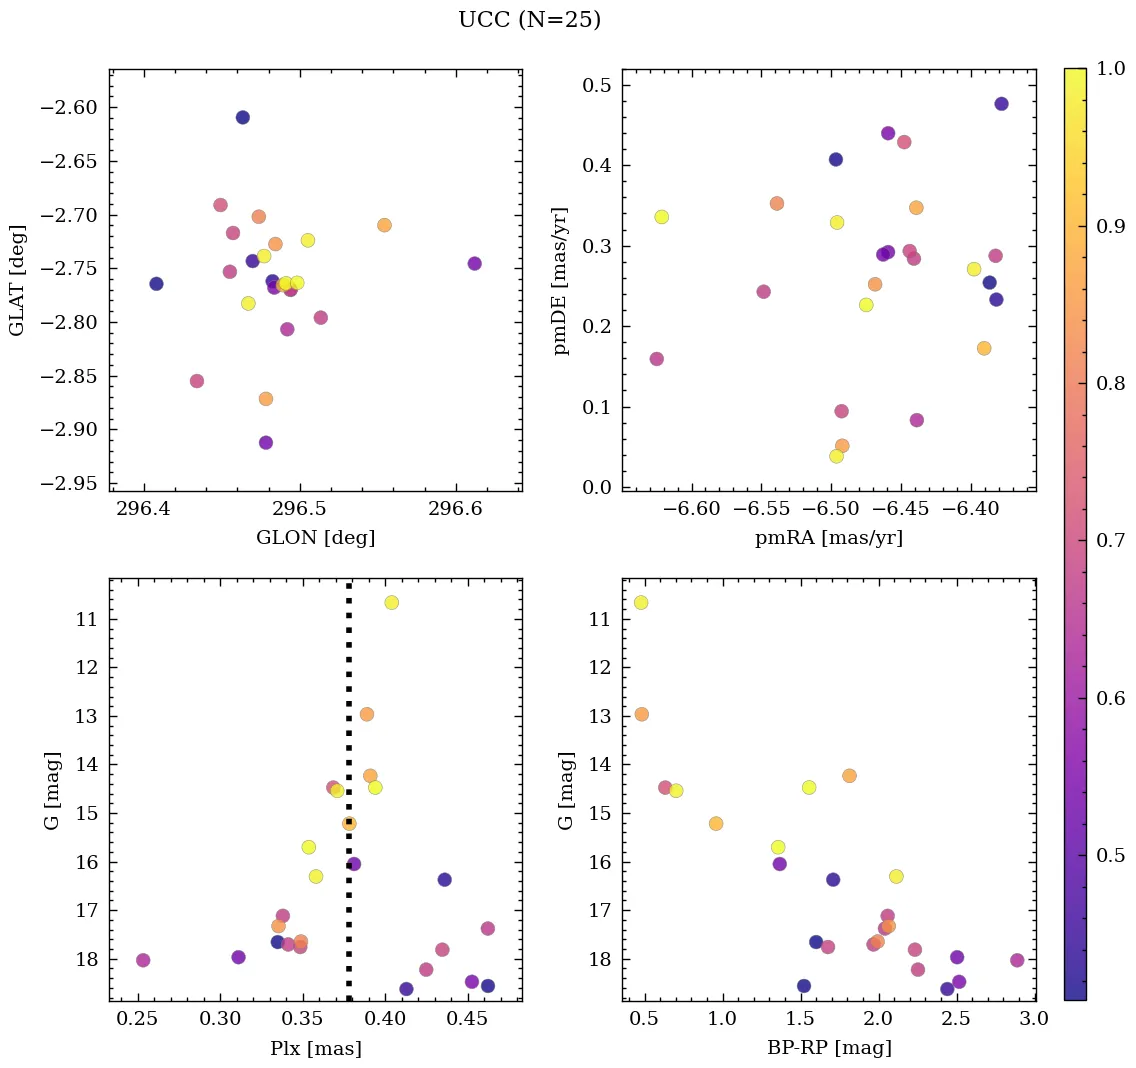 UCC (N=25)
−2.60
−2.65
−2.70
−2.75
−2.80
−2.85
−2.90
−2.95
GLAT [deg]
296.4 296.5 296.6
GLON [deg]
0.5
0.4
0.3
0.2
0.1
0.0
pmDE [mas/yr]
−6.60 −6.55 −6.50 −6.45 −6.40
pmRA [mas/yr]
11
12
13
14
15
16
17
18
G [mag]
0.25 0.30 0.35 0.40 0.45
Plx [mas]
11
12
13
14
15
16
17
18
G [mag]
0.5 1.0 1.5 2.0 2.5 3.0
BP-RP [mag]
1.0
0.9
0.8
0.7
0.6
0.5